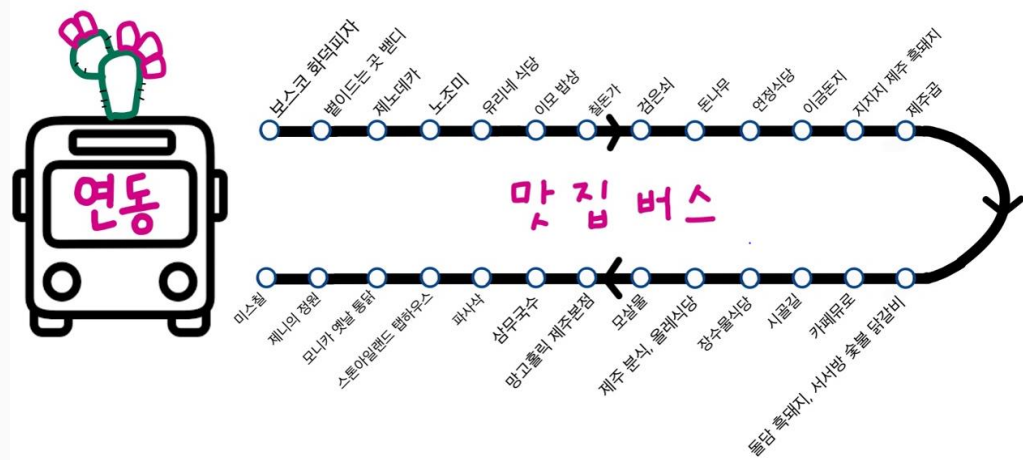 연동
맛집 버스
보스코 화덕피자
볕이드는 곳 밴디
제노데카
노조미
유리네 식당
이모 밥상
칠돈가
검은쇠
돈나무
연정식당
이금돈지
지지지 제주 흑돼지
제주곱
돌담 흑돼지, 서서방 숯불 닭갈비
카페뮤로
시골길
장수물식당
제주 분식, 올레식당
모살물
망고홀릭 제주본점
삼무국수
파사삭
스톤아일랜드 탭하우스
모니카 옛날 통닭
제니의 정원
미스칠